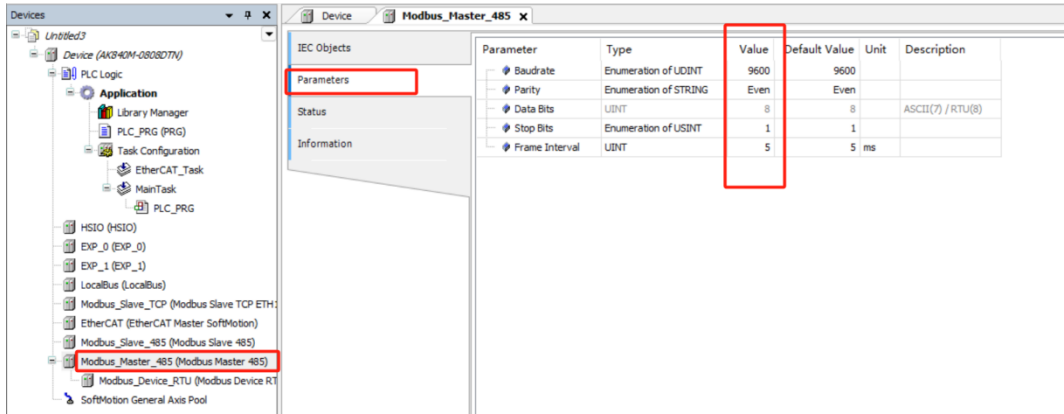 Devices
Untitled3
Device (AK840M-0808DTN)
PLC Logic
Application
Library Manager
PLC_PRG (PRG)
Task Configuration
EtherCAT_Task
MainTask
PLC_PRG
HSIO (HSIO)
EXP_0 (EXP_0)
EXP_1 (EXP_1)
LocalBus (LocalBus)
Modbus_Slave_TCP (Modbus Slave TCP ETH
EtherCAT (EtherCAT Master SoftMotion)
Modbus_Slave_485 (Modbus Slave 485)
Modbus_Master_485 (Modbus Master 485)
Modbus_Device_RTU (Modbus Device RT
SoftMotion General Axis Pool
Device
Modbus_Master_485
IEC Objects
Parameters
Status
Information
Parameter Type Value Default Value Unit Description
Baudrate Enumeration of UDINT 9600 9600
Parity Enumeration of STRING Even Even
Data Bits UINT 8 8 ASCII(7) / RTU(8)
Stop Bits Enumeration of USINT 1 1
Frame Interval UINT 5 5 ms